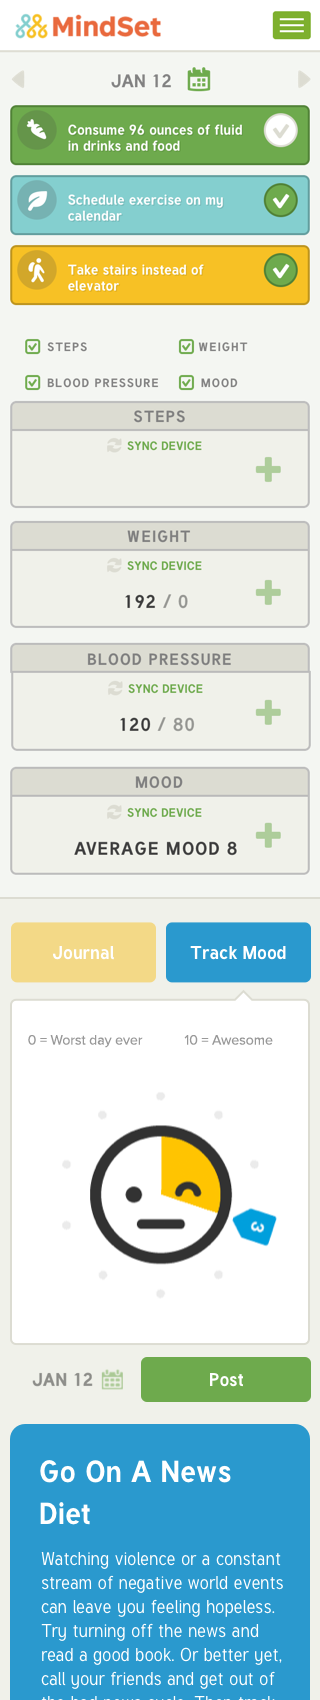 MindSet
JAN 12
Consume 96 ounces of fluid
in drinks and food
Schedule exercise on my
calendar
Take stairs instead of
elevator
STEPS
WEIGHT
BLOOD PRESSURE
MOOD
STEPS
SYNC DEVICE
WEIGHT
SYNC DEVICE
192 / 0
BLOOD PRESSURE
SYNC DEVICE
120 / 80
MOOD
SYNC DEVICE
AVERAGE MOOD 8
Journal
Track Mood
0 = Worst day ever
10 = Awesome
3
JAN 12
Post
Go On A News
Diet
Watching violence or a constant
stream of negative world events
can leave you feeling hopeless.
Try turning off the news and
read a good book. Or better yet,
call your friends and get out of